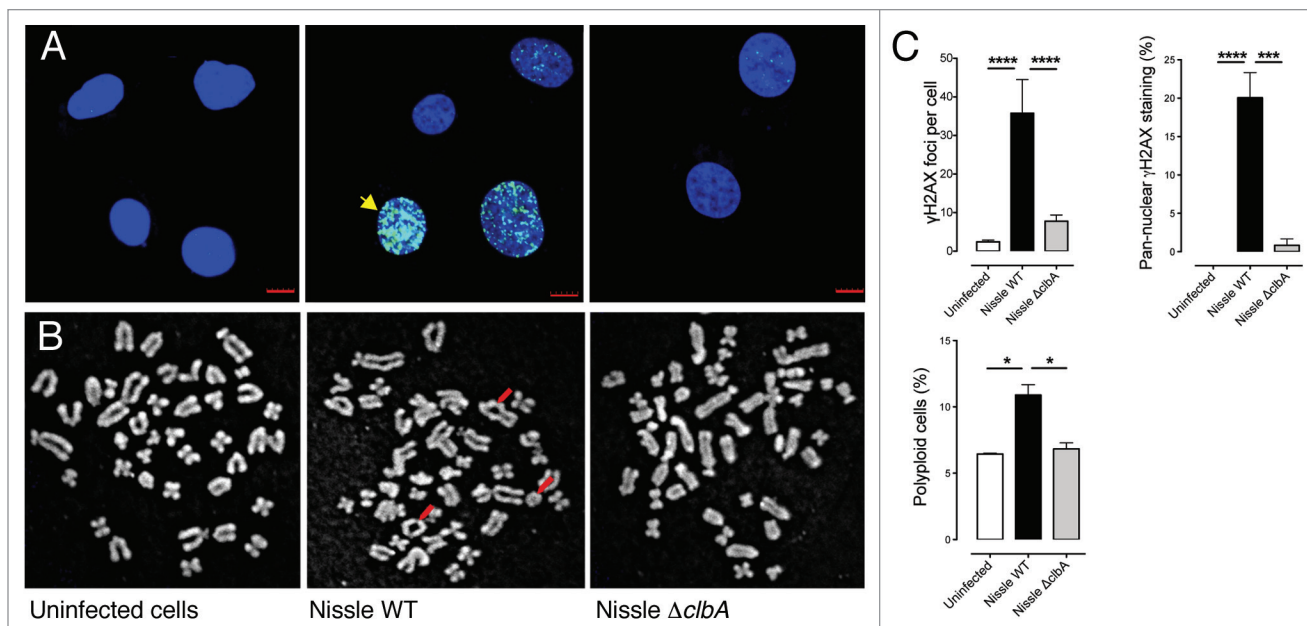 A
B
Uninfected cells
Nissle WT
Nissle ΔclbA
C
**** ****
γH2AX foci per cell
50
40
30
20
10
0
Uninfected
Nissle WT
Nissle ΔclbA
**** ***
Pan-nuclear γH2AX staining (%)
25
20
15
10
5
0
Uninfected
Nissle WT
Nissle ΔclbA
* *
Polyploid cells (%)
15
10
5
0
Uninfected
Nissle WT
Nissle ΔclbA